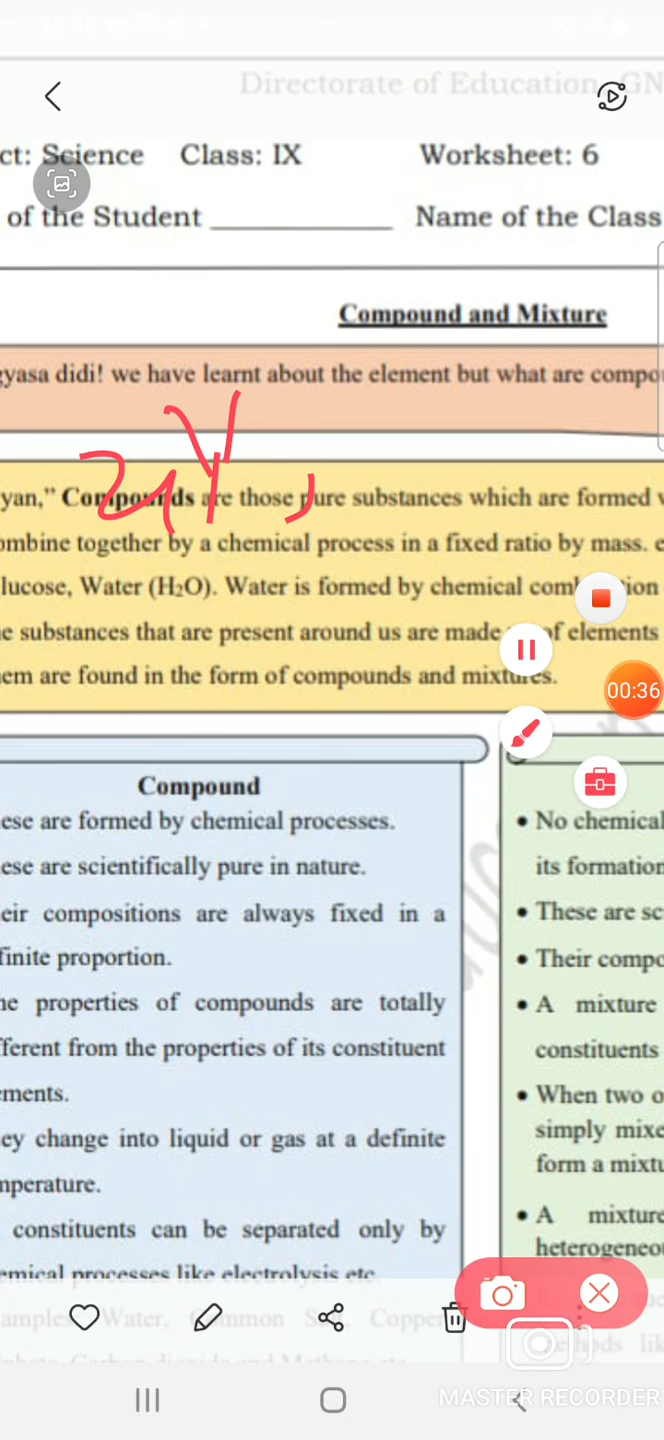 Directorate of Education, GN
ct: Science Class: IX Worksheet: 6
of the Student ____________ Name of the Class
Compound and Mixture
yasa didi! we have learnt about the element but what are compo
yan,” Compounds are those pure substances which are formed
ombine together by a chemical process in a fixed ratio by mass. e
lucose, Water (H₂O). Water is formed by chemical
e substances that are present around us are made of elements
em are found in the form of compounds and mixtures.
00:36
Compound
ese are formed by chemical processes.
ese are scientifically pure in nature.
eir compositions are always fixed in a
finite proportion.
e properties of compounds are totally
fferent from the properties of its constituent
ements.
ey change into liquid or gas at a definite
mperature.
constituents can be separated only by
emical processes like electrolysis etc
amples Water, Common Copper
• No chemical
its formation
• These are sc
• Their compo
• A mixture
constituents
• When two o
simply mixe
form a mixtu
• A mixture
heterogeneo
MASTER RECORDER